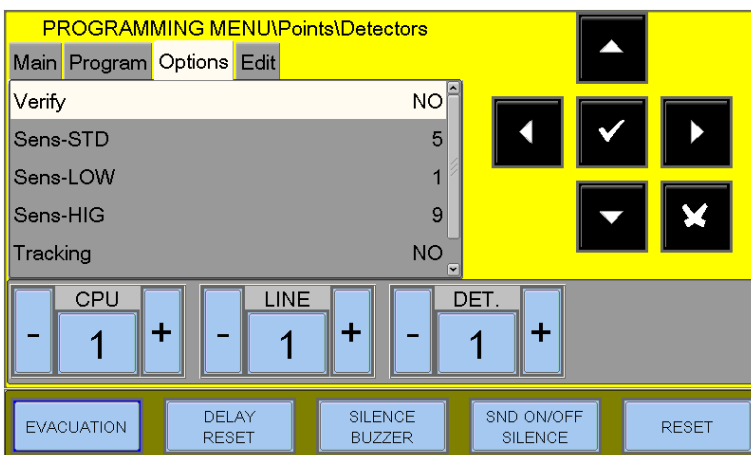 PROGRAMMING MENU\Points\Detectors
Main Program Options Edit
Verify NO
Sens-STD 5
Sens-LOW 1
Sens-HIG 9
Tracking NO
CPU LINE DET.
- 1 + - 1 + - 1 +
EVACUATION
DELAY
RESET
SILENCE
BUZZER
SND ON/OFF
SILENCE
RESET